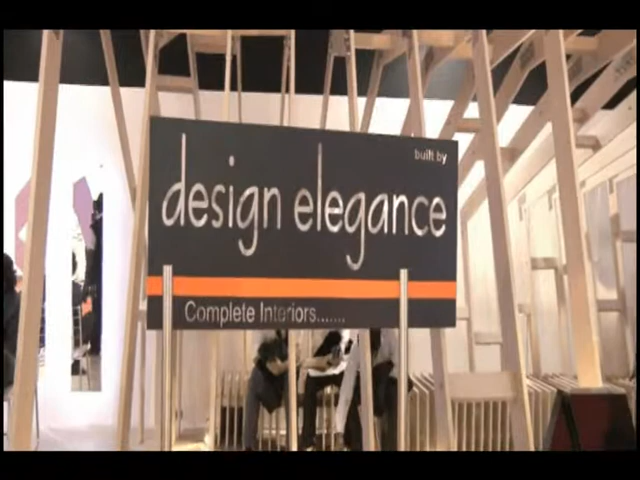 built by
design elegance
Complete Interiors.......